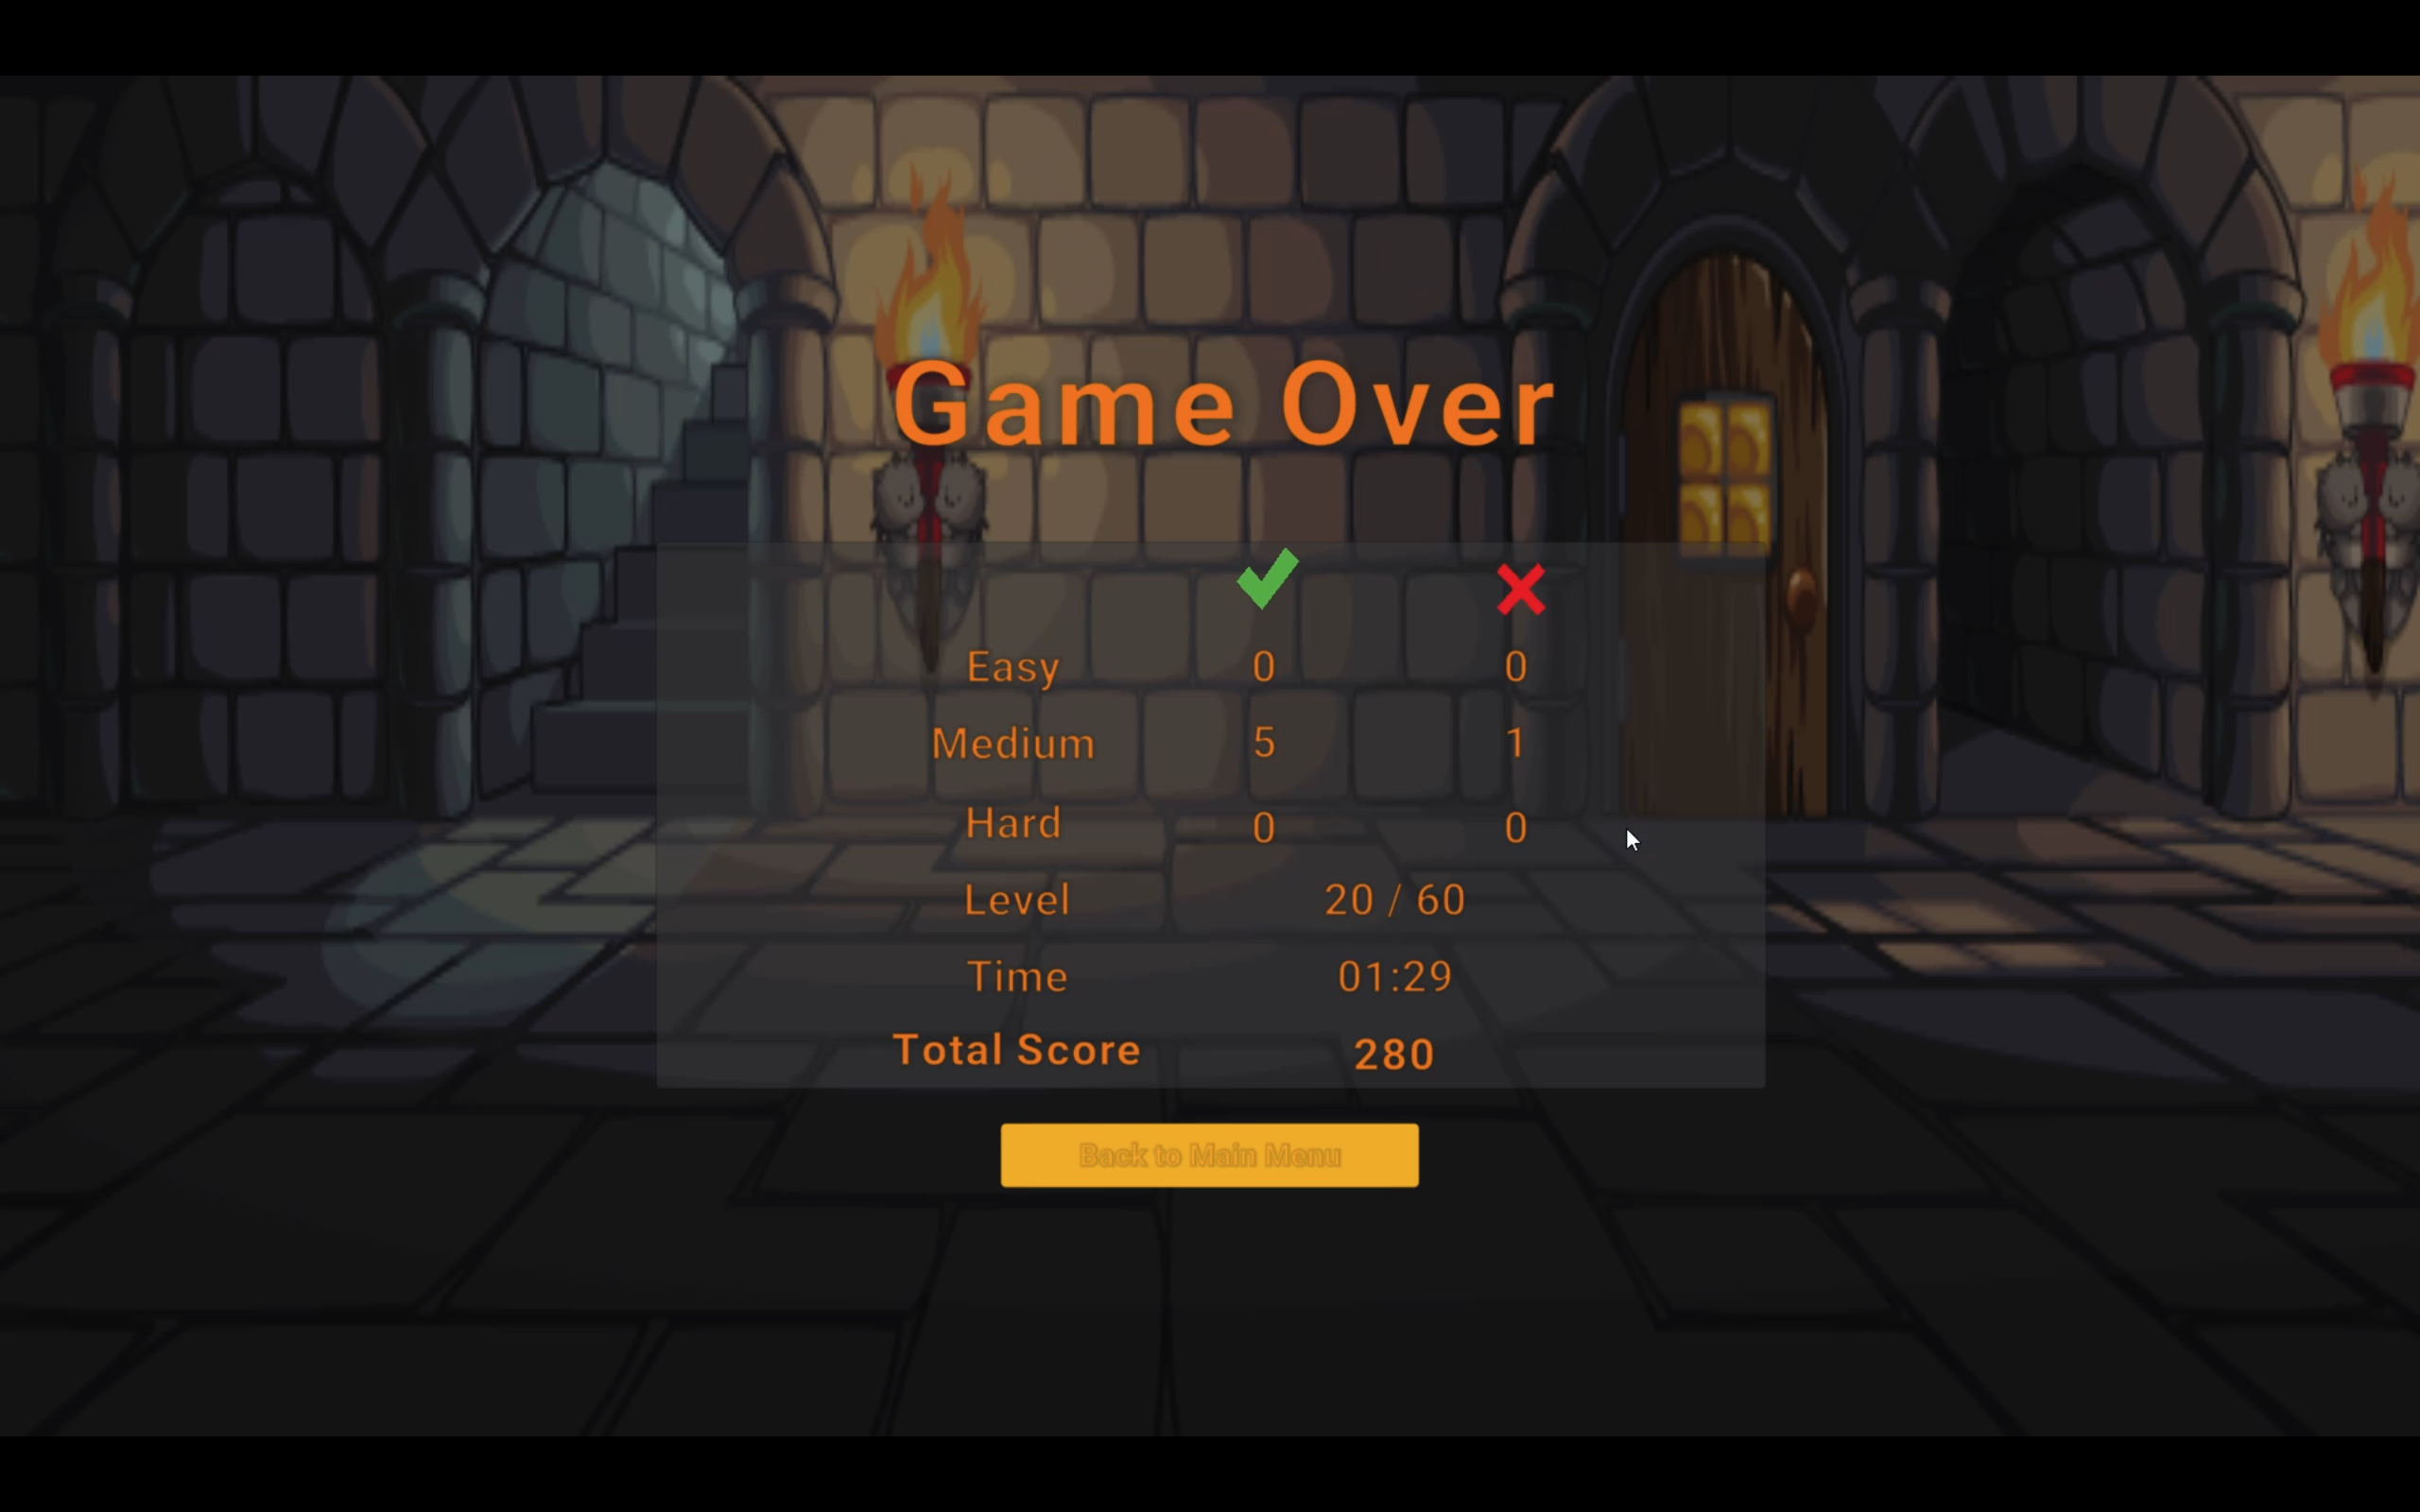 Game Over
Easy 0 0
Medium 5 1
Hard 0 0
Level 20 / 60
Time 01:29
Total Score 280
Back to Main Menu